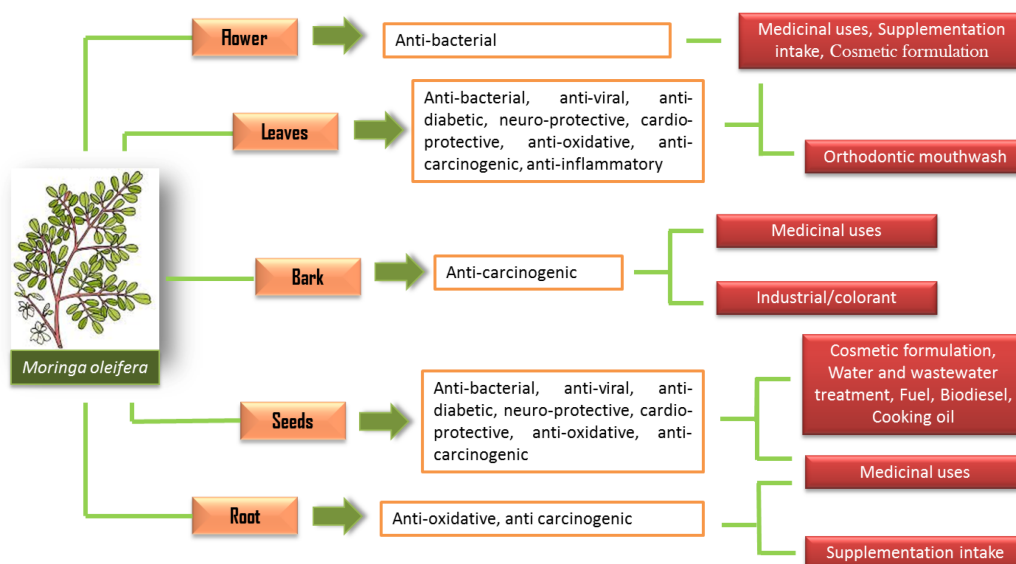 Flower
Anti-bacterial
Medicinal uses, Supplementation
intake, Cosmetic formulation
Leaves
Anti-bacterial, anti-viral, anti-
diabetic, neuro-protective, cardio-
protective, anti-oxidative, anti-
carcinogenic, anti-inflammatory
Orthodontic mouthwash
Bark
Anti-carcinogenic
Medicinal uses
Industrial/colorant
Moringa oleifera
Seeds
Anti-bacterial, anti-viral, anti-
diabetic, neuro-protective, cardio-
protective, anti-oxidative, anti-
carcinogenic
Cosmetic formulation,
Water and wastewater
treatment, Fuel, Biodiesel,
Cooking oil
Medicinal uses
Root
Anti-oxidative, anti carcinogenic
Supplementation intake